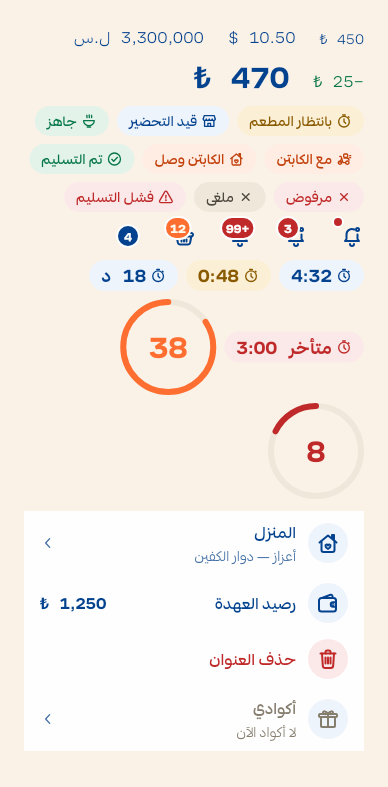 450 ₺ 10.50 $ 3,300,000 ل.س
−25 ₺ 470 ₺
بانتظار المطعم قيد التحضير جاهز
مع الكابتن الكابتن وصل تم التسليم
مرفوض ملغى فشل التسليم
3 99+ 12 4
4:32 0:48 18 د
متأخر 3:00 38
8
المنزل
أعزاز — دوار الكفين
رصيد العهدة 1,250 ₺
حذف العنوان
أكوادي
لا أكواد الآن